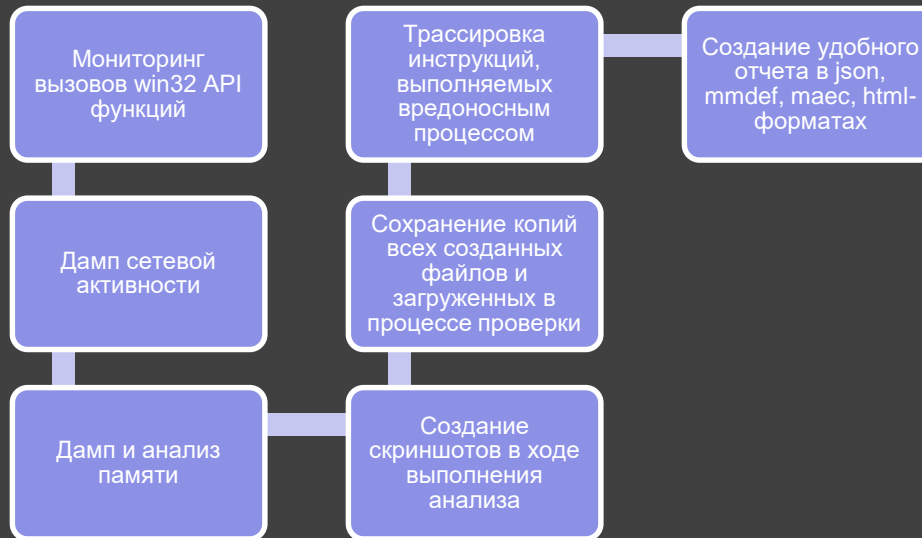 Мониторинг
вызовов win32 API
функций
Дамп сетевой
активности
Дамп и анализ
памяти
Создание
скриншотов в ходе
выполнения
анализа
Сохранение копий
всех созданных
файлов и
загруженных в
процессе проверки
Трассировка
инструкций,
выполняемых
вредоносным
процессом
Создание удобного
отчета в json,
mmdef, maec, html-
форматах